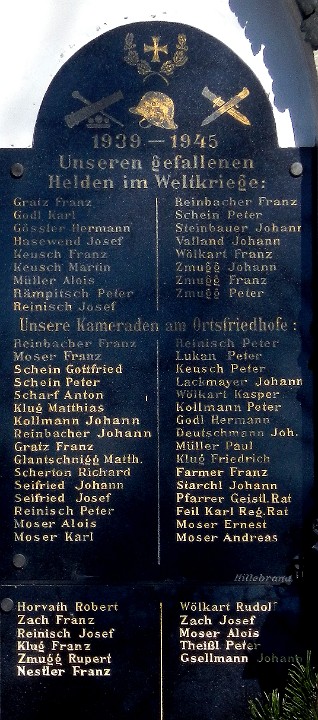 1939 — 1945
Unseren gefallenen
Helden im Weltkriege:
Gratz Franz
Godl Karl
Gössler Hermann
Hasewend Josef
Keusch Franz
Keusch Martin
Müller Alois
Rämpitsch Peter
Reinisch Josef
Reinbacher Franz
Schein Peter
Steinbauer Johann
Valland Johann
Wölkart Franz
Zmugg Johann
Zmugg Franz
Zmugg Peter
Unsere Kameraden am Ortsfriedhofe:
Reinbacher Franz
Moser Franz
Schein Gottfried
Schein Peter
Scharf Anton
Klug Matthias
Kollmann Johann
Reinbacher Johann
Gratz Franz
Glantschnigg Matth.
Scherton Richard
Seifried Johann
Seifried Josef
Reinisch Peter
Moser Alois
Moser Karl
Reinisch Peter
Lukan Peter
Keusch Peter
Lackmayer Johann
Wölkart Kasper
Kollmann Peter
Godl Hermann
Deutschmann Joh.
Müller Paul
Klug Friedrich
Farmer Franz
Starchl Johann
Pfarrer Geistl. Rat
Feil Karl Reg. Rat
Moser Ernest
Moser Andreas
Hillebrand
Horvath Robert
Zach Franz
Reinisch Josef
Klug Franz
Zmugg Rupert
Nestler Franz
Wölkart Rudolf
Zach Josef
Moser Alois
Theißl Peter
Gsellmann Johann